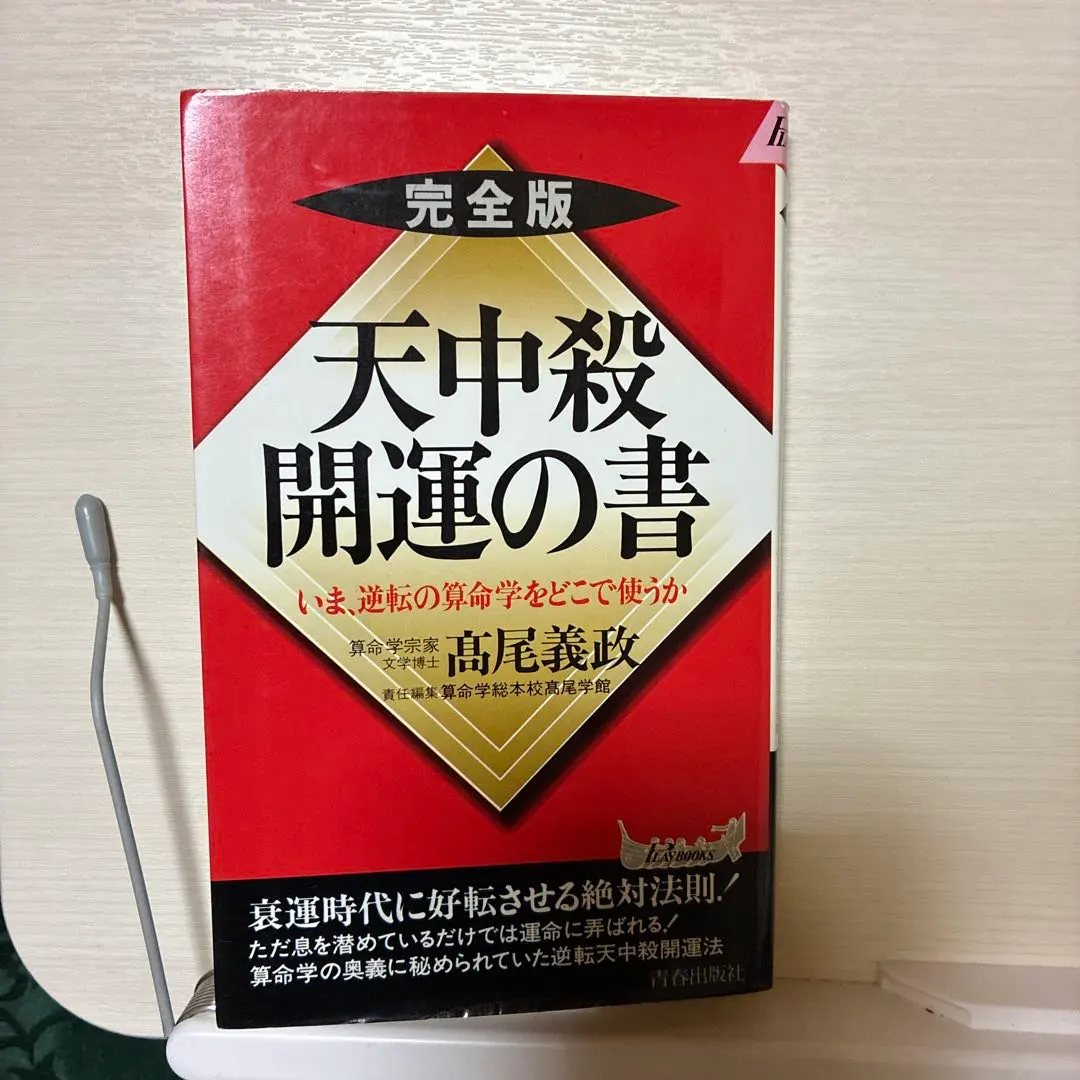 完全版
天中殺
開運の書
いま、逆転の算命学をどこで使うか
算命学宗家
文学博士
髙尾義政
責任編集 算命学総本校髙尾学館
PLAYBOOKS
衰運時代に好転させる絶対法則!
ただ息を潜めているだけでは運命に弄ばれる!
算命学の奥義に秘められていた逆転天中殺開運法
青春出版社